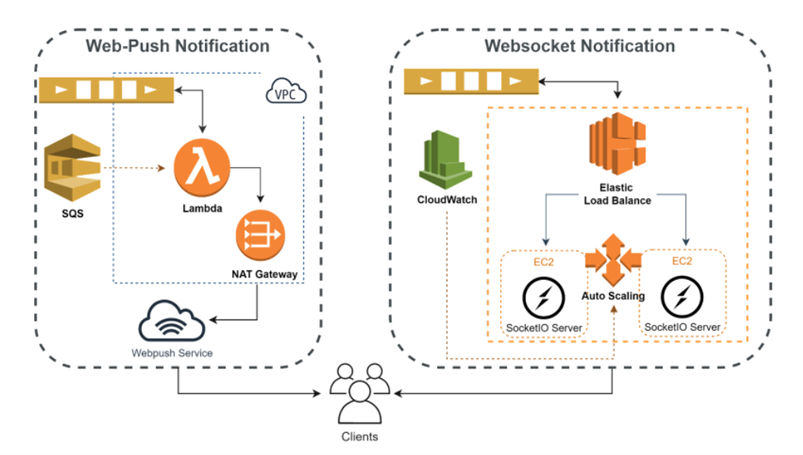 Web-Push Notification
VPC
SQS
Lambda
NAT Gateway
Webpush Service
Websocket Notification
CloudWatch
Elastic
Load Balance
EC2
EC2
Auto Scaling
SocketIO Server
SocketIO Server
Clients